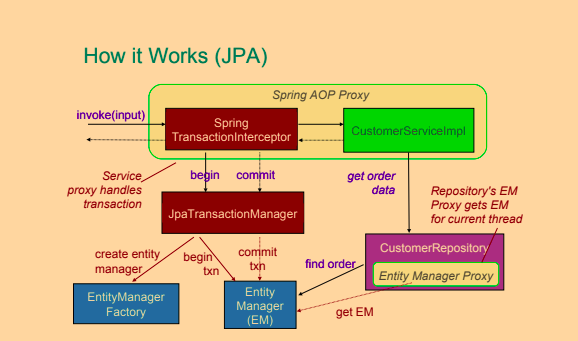 How it Works (JPA)
Spring AOP Proxy
invoke(input)
Spring
TransactionInterceptor
CustomerServiceImpl
Service
proxy handles
transaction
begin
commit
get order
data
Repository's EM
Proxy gets EM
for current thread
JpaTransactionManager
CustomerRepository
Entity Manager Proxy
create entity
manager
begin
txn
commit
txn
find order
EntityManager
Factory
Entity
Manager
(EM)
get EM